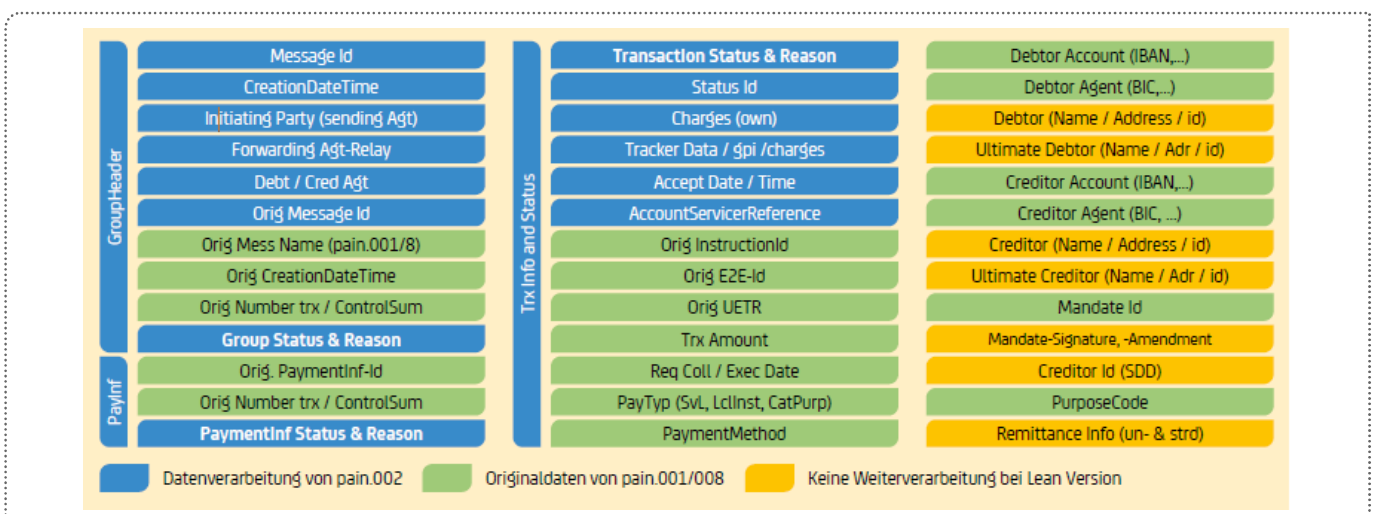 GroupHeader
Message Id
CreationDateTime
Initiating Party (sending Agt)
Forwarding Agt-Relay
Debt / Cred Agt
Orig Message Id
Orig Mess Name (pain.001/8)
Orig CreationDateTime
Orig Number trx / ControlSum
Group Status & Reason
PayInf
Orig. PaymentInf-Id
Orig Number trx / ControlSum
PaymentInf Status & Reason
Trx Info and Status
Transaction Status & Reason
Status Id
Charges (own)
Tracker Data / gpi /charges
Accept Date / Time
AccountServicerReference
Orig InstructionId
Orig E2E-Id
Orig UETR
Trx Amount
Req Coll / Exec Date
PayTyp (SvL, LclInst, CatPurp)
PaymentMethod
Debtor Account (IBAN,...)
Debtor Agent (BIC,...)
Debtor (Name / Address / id)
Ultimate Debtor (Name / Adr / id)
Creditor Account (IBAN,...)
Creditor Agent (BIC, ...)
Creditor (Name / Address / id)
Ultimate Creditor (Name / Adr / id)
Mandate Id
Mandate-Signature, -Amendment
Creditor Id (SDD)
PurposeCode
Remittance Info (un- & strd)
Datenverarbeitung von pain.002
Originaldaten von pain.001/008
Keine Weiterverarbeitung bei Lean Version